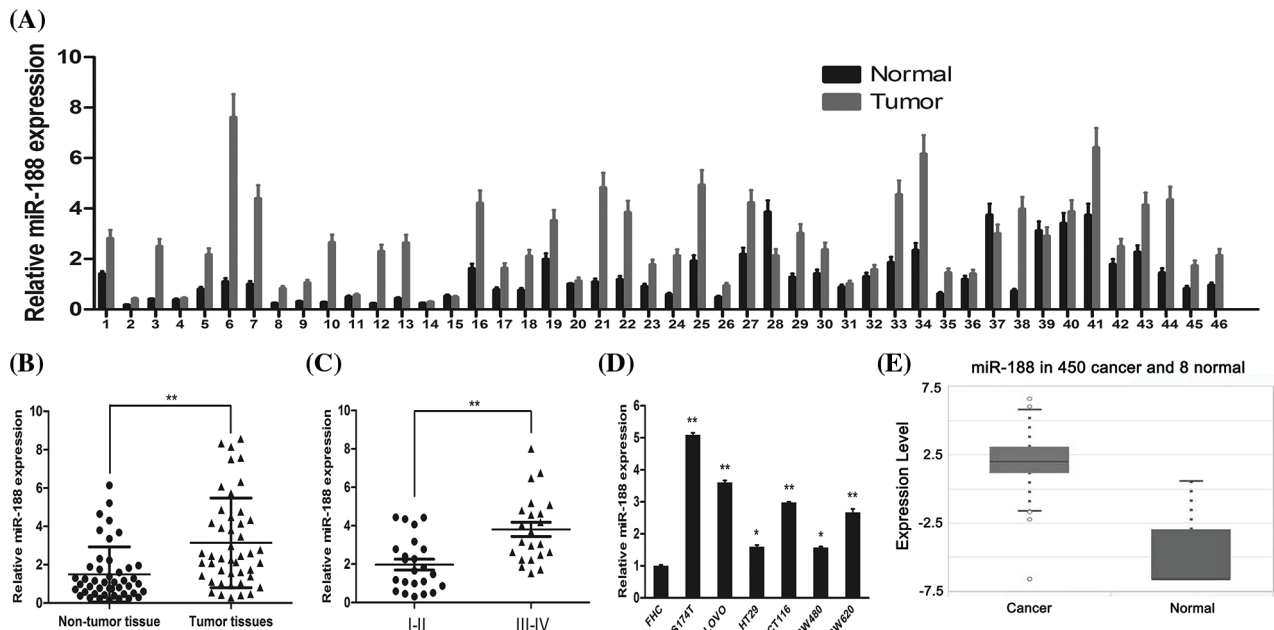 (A)
Relative miR-188 expression
10
8
6
4
2
0
Normal
Tumor
1 2 3 4 5 6 7 8 9 10 11 12 13 14 15 16 17 18 19 20 21 22 23 24 25 26 27 28 29 30 31 32 33 34 35 36 37 38 39 40 41 42 43 44 45 46
(B)
Relative miR-188 expression
10
8
6
4
2
0
**
Non-tumor tissue
Tumor tissues
(C)
Relative miR-188 expression
10
8
6
4
2
0
**
I-II
III-IV
(D)
Relative miR-188 expression
6
5
4
3
2
1
0
**
**
*
**
*
**
FHC
S174T
LOVO
HT29
CT116
W480
W620
(E)
miR-188 in 450 cancer and 8 normal
Expression Level
7.5
2.5
-2.5
-7.5
Cancer
Normal